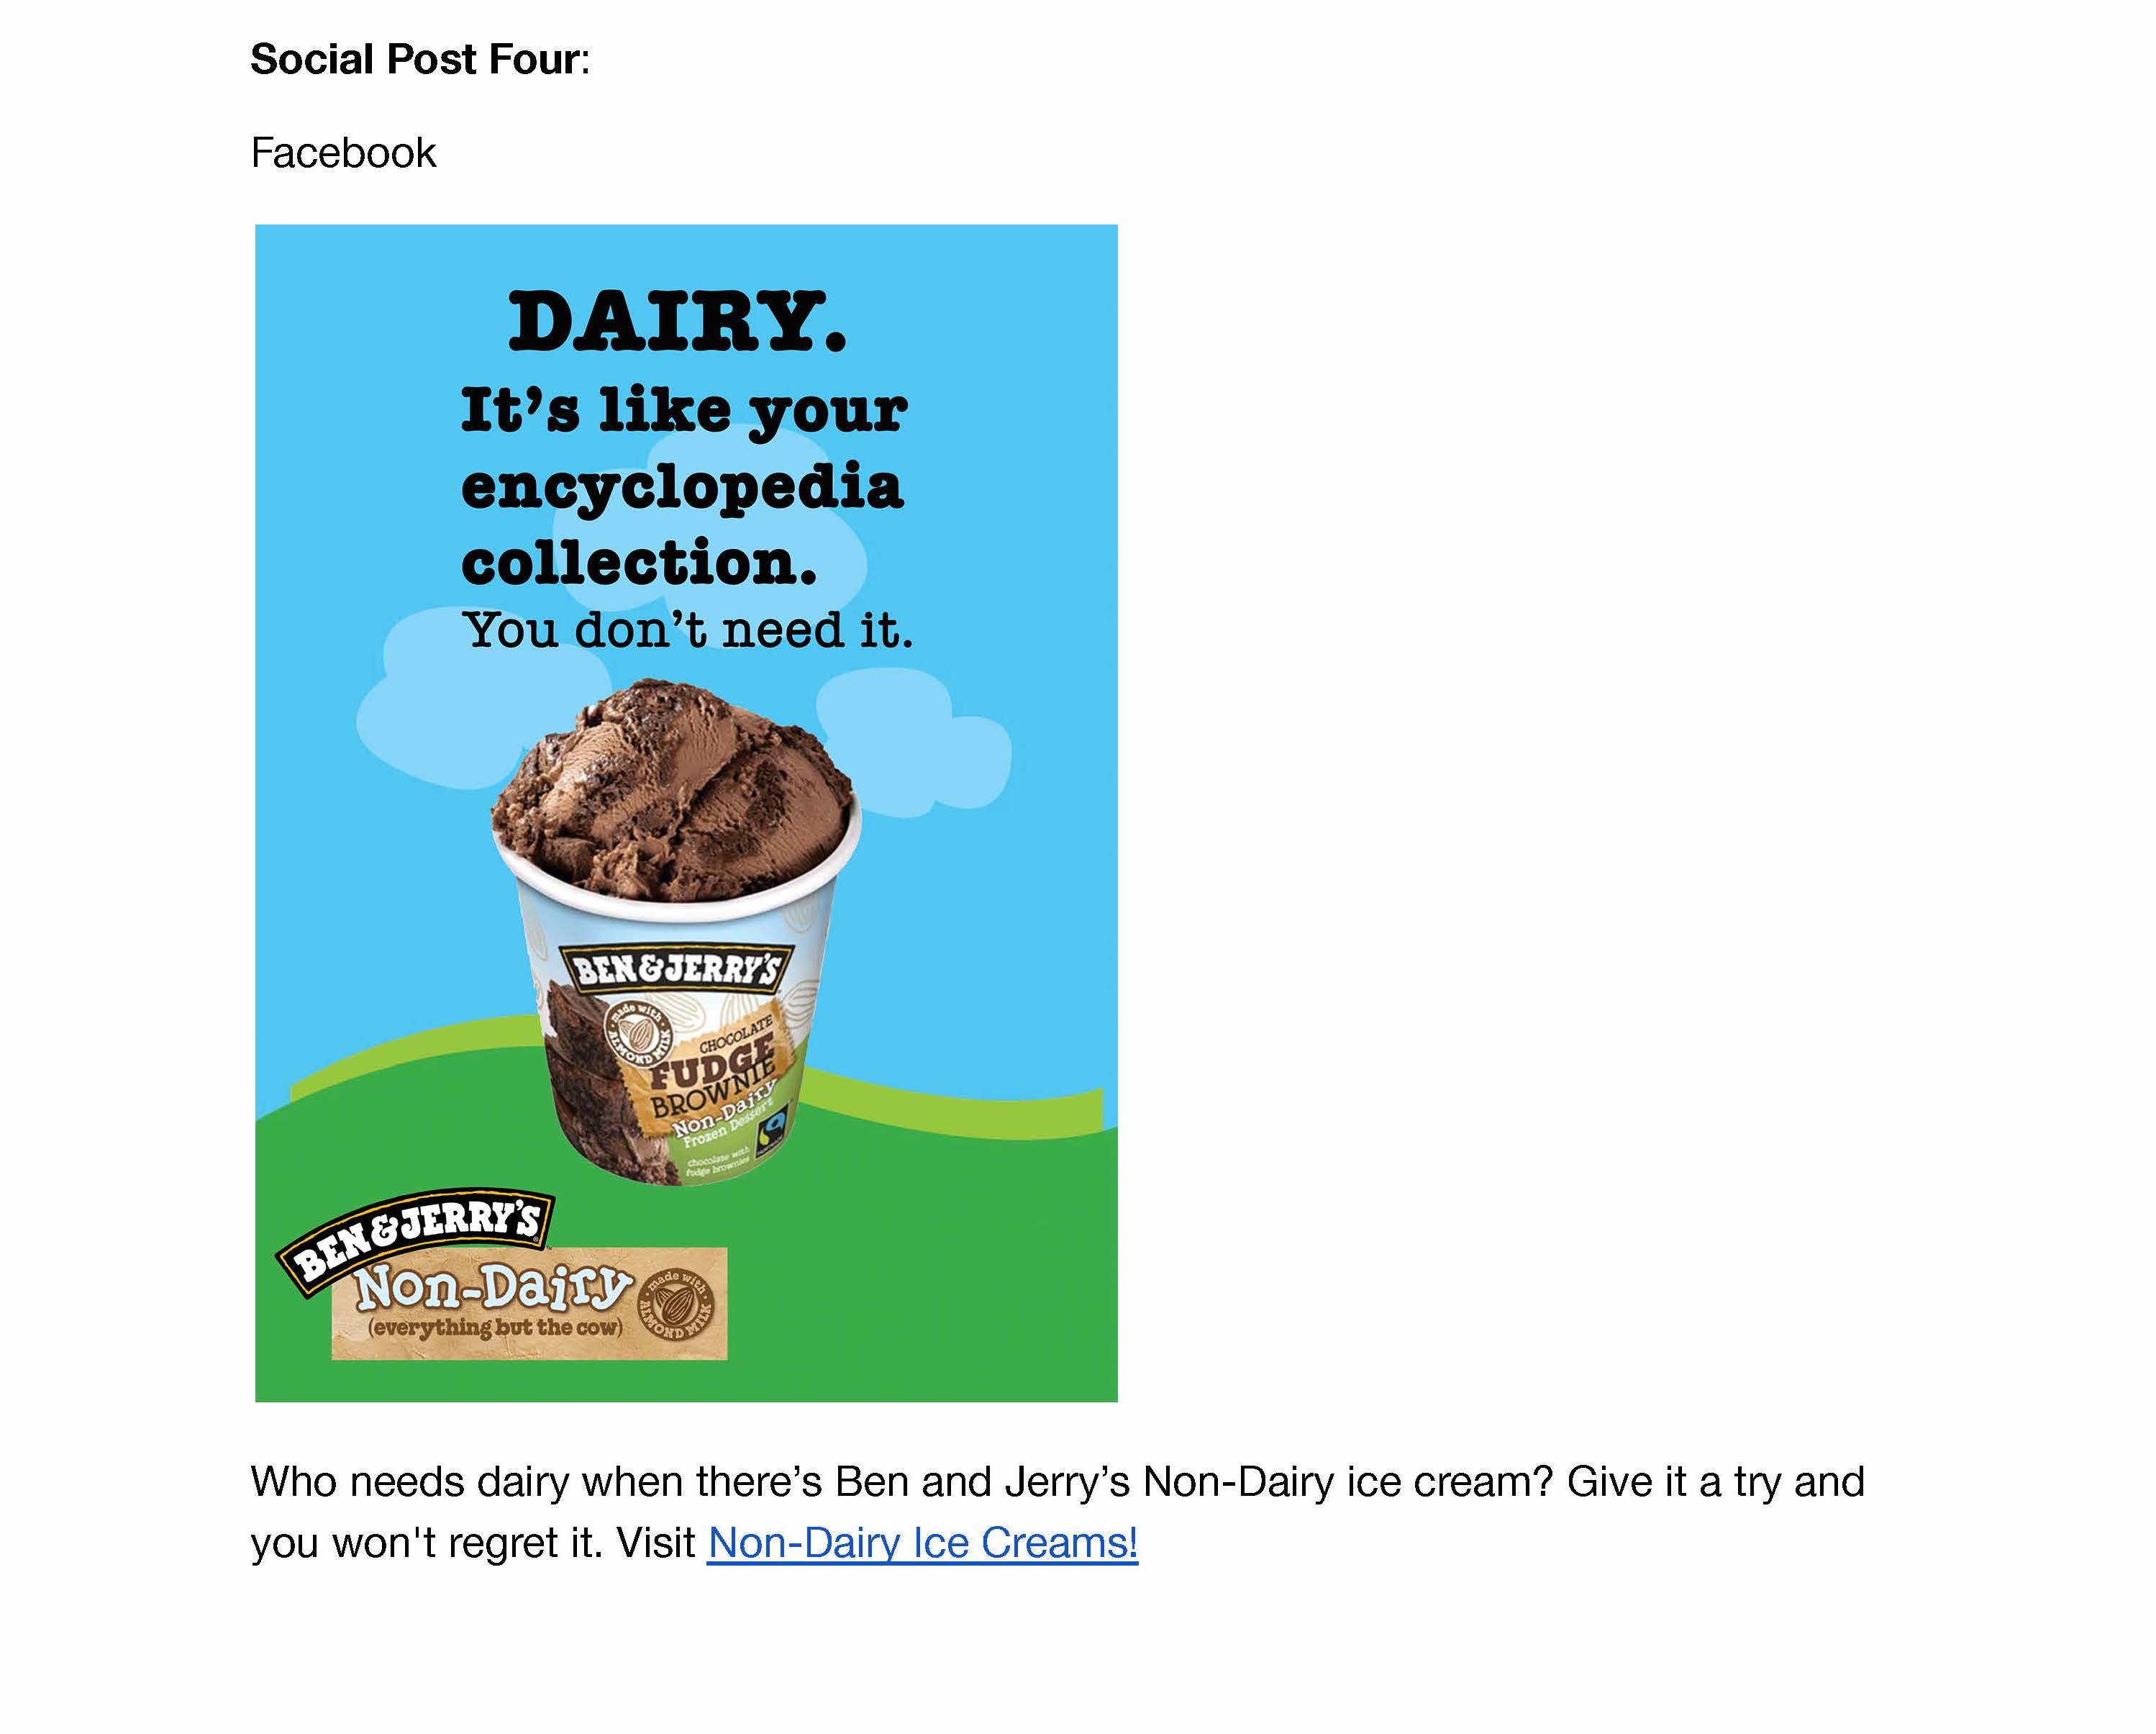 Social Post Four:
Facebook
DAIRY.
It's like your
encyclopedia
collection.
You don't need it.
BEN & JERRY'S
made with
ALMOND MILK
CHOCOLATE
FUDGE
BROWNIE
Non-Dairy
Frozen Dessert
chocolate with
fudge brownies
BEN & JERRY'S
Non-Dairy
(everything but the cow)
made with
ALMOND MILK
Who needs dairy when there's Ben and Jerry's Non-Dairy ice cream? Give it a try and
you won't regret it. Visit Non-Dairy Ice Creams!